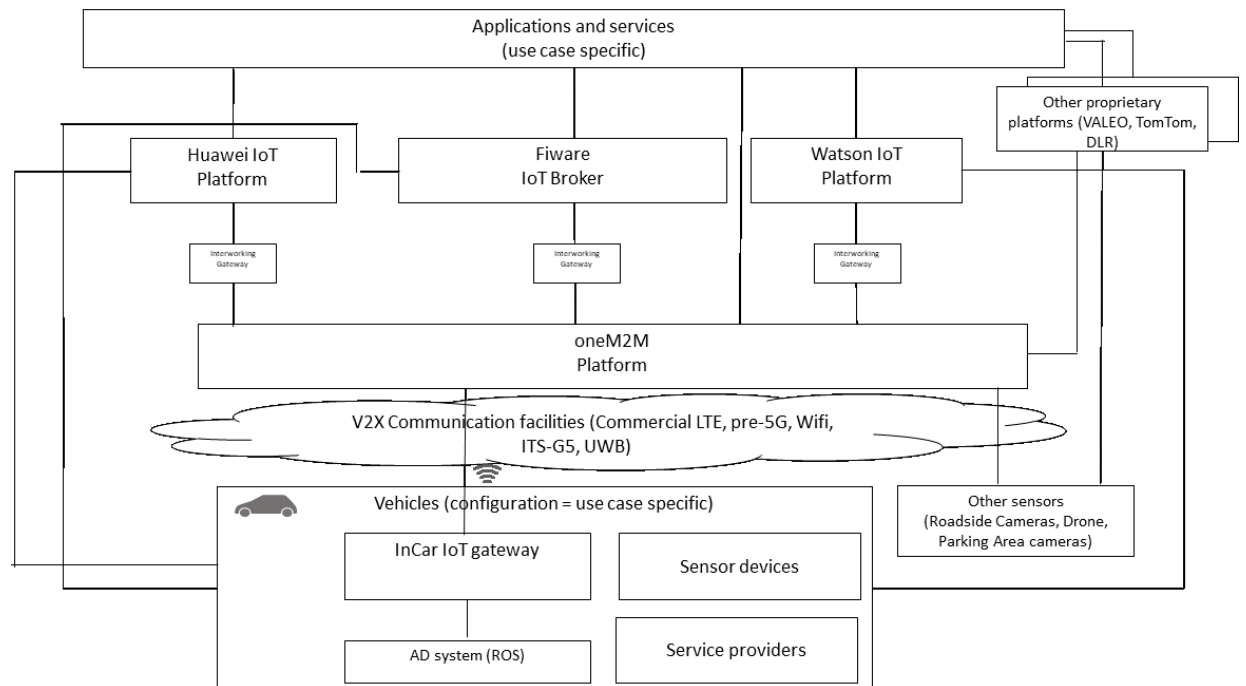 Applications and services
(use case specific)
Other proprietary
platforms (VALEO, TomTom,
DLR)
Huawei IoT
Platform
Fiware
IoT Broker
Watson IoT
Platform
Interworking
Gateway
Interworking
Gateway
Interworking
Gateway
oneM2M
Platform
V2X Communication facilities (Commercial LTE, pre-5G, Wifi,
ITS-G5, UWB)
Vehicles (configuration = use case specific)
Other sensors
(Roadside Cameras, Drone,
Parking Area cameras)
InCar IoT gateway
Sensor devices
AD system (ROS)
Service providers